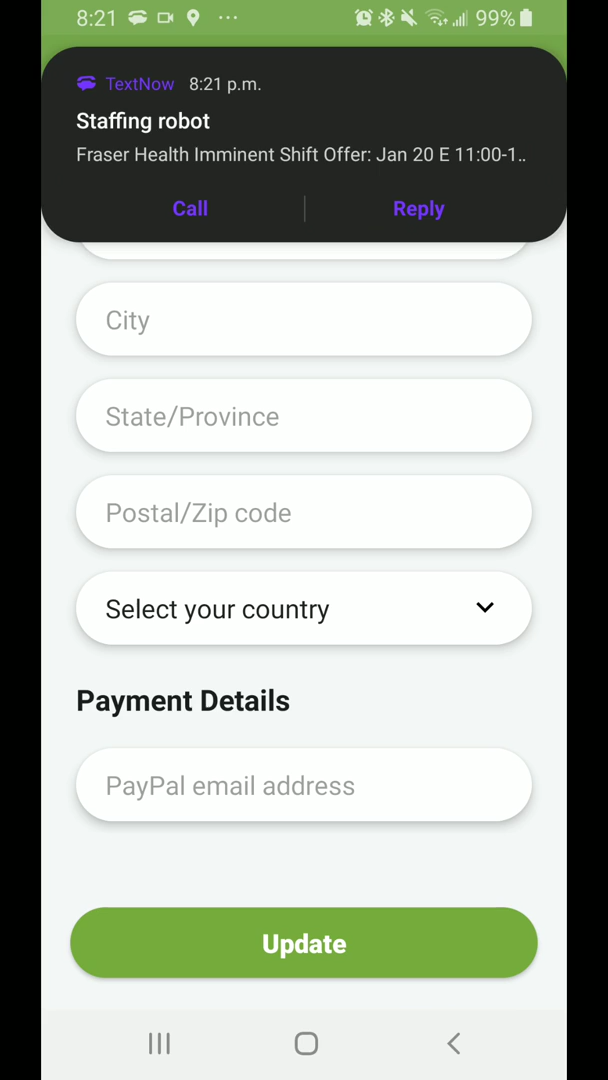 8:21 99%
TextNow 8:21 p.m.
Staffing robot
Fraser Health Imminent Shift Offer: Jan 20 E 11:00-1..
Call Reply
City
State/Province
Postal/Zip code
Select your country
Payment Details
PayPal email address
Update